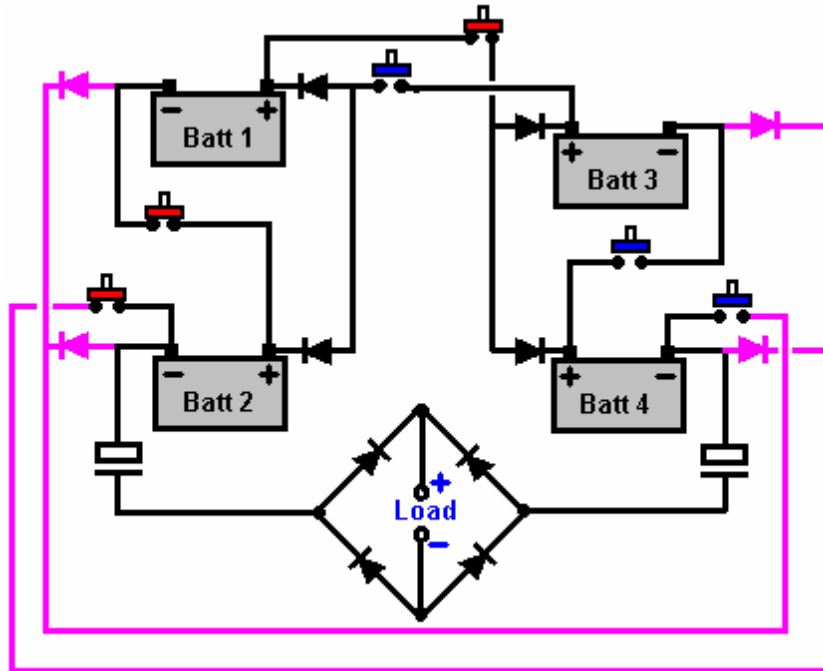 - +
Batt 1
+ -
Batt 3
- +
Batt 2
+ -
Batt 4
+
Load
-